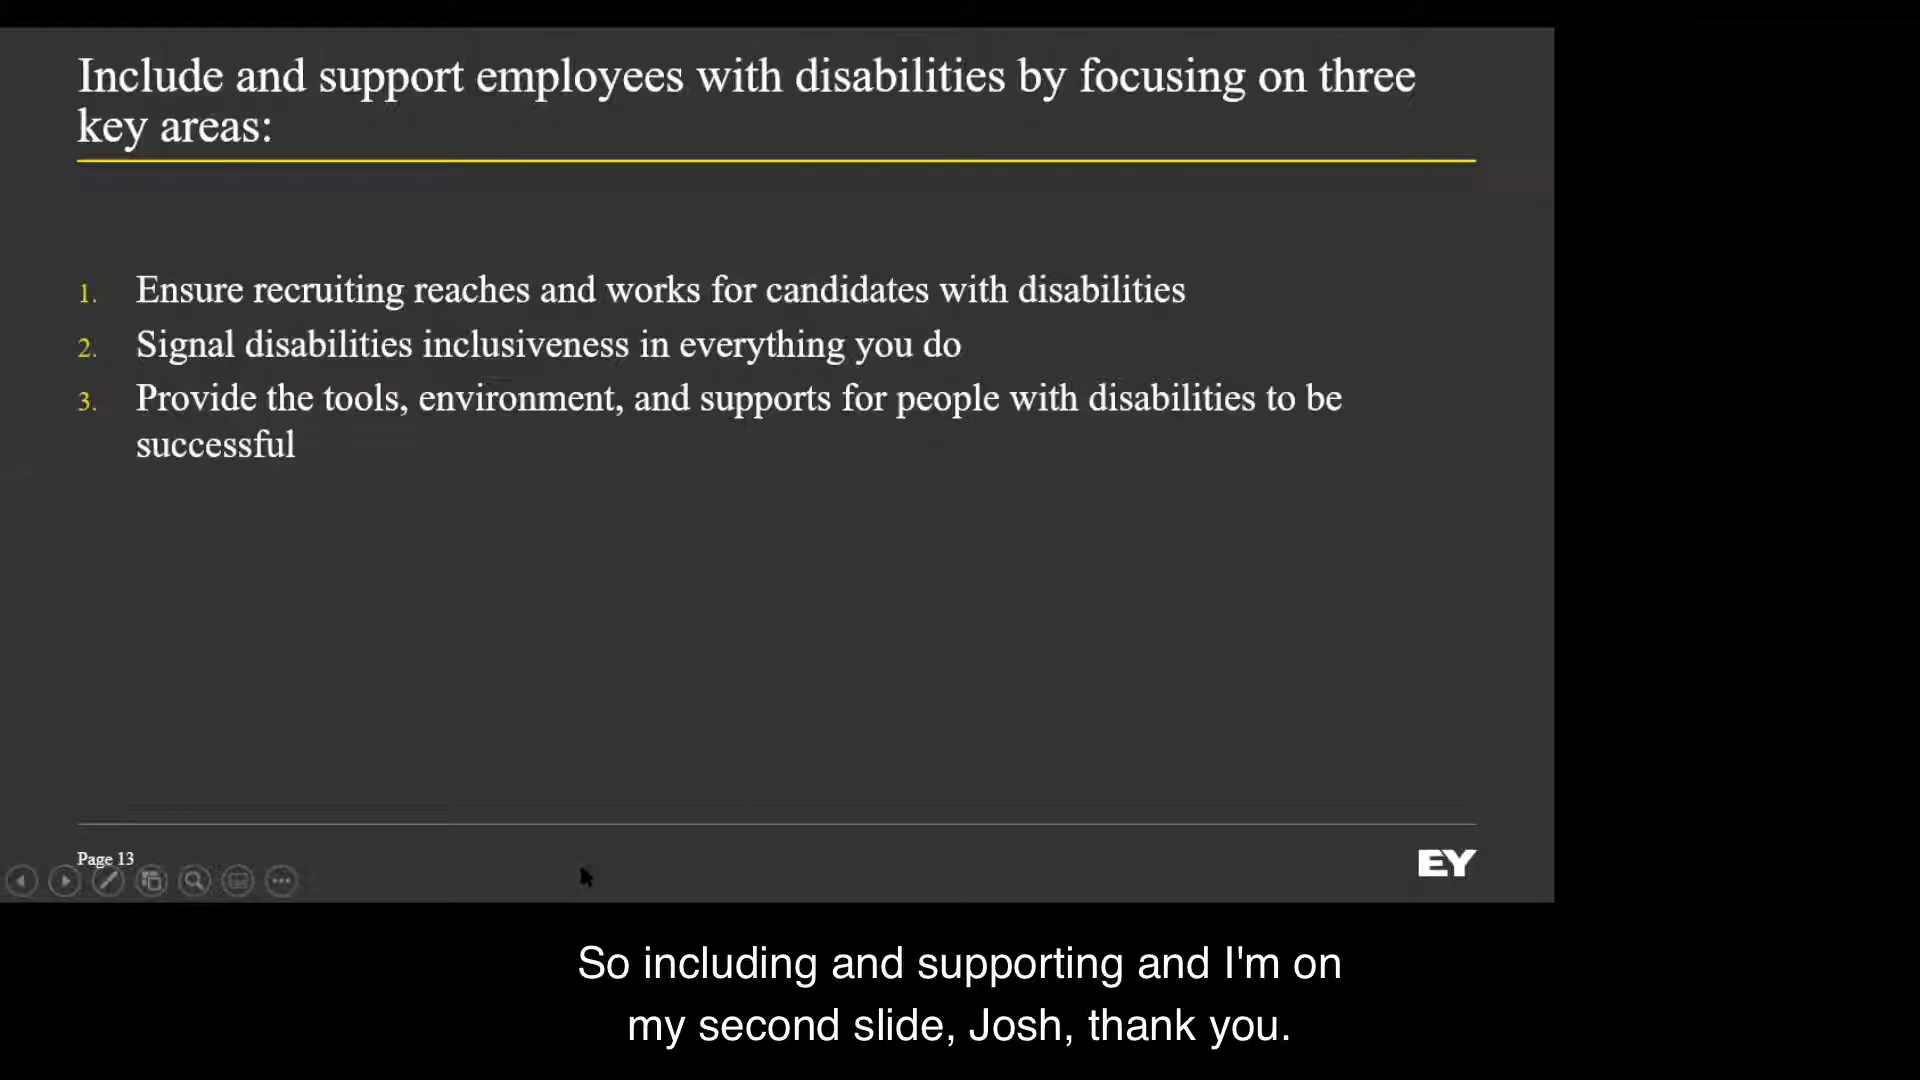 Include and support employees with disabilities by focusing on three
key areas:
1. Ensure recruiting reaches and works for candidates with disabilities
2. Signal disabilities inclusiveness in everything you do
3. Provide the tools, environment, and supports for people with disabilities to be
successful
Page 13
EY
So including and supporting and I'm on
my second slide, Josh, thank you.